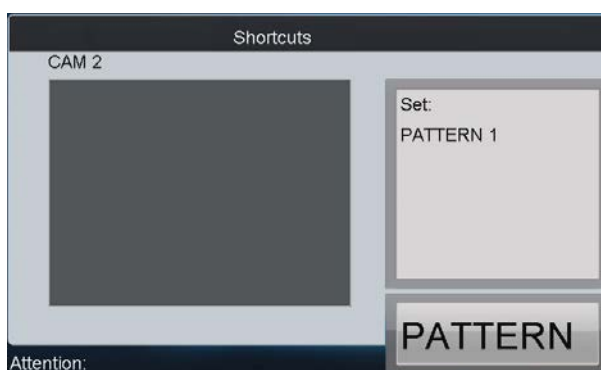 Shortcuts
CAM 2
Set:
PATTERN 1
PATTERN
Attention: